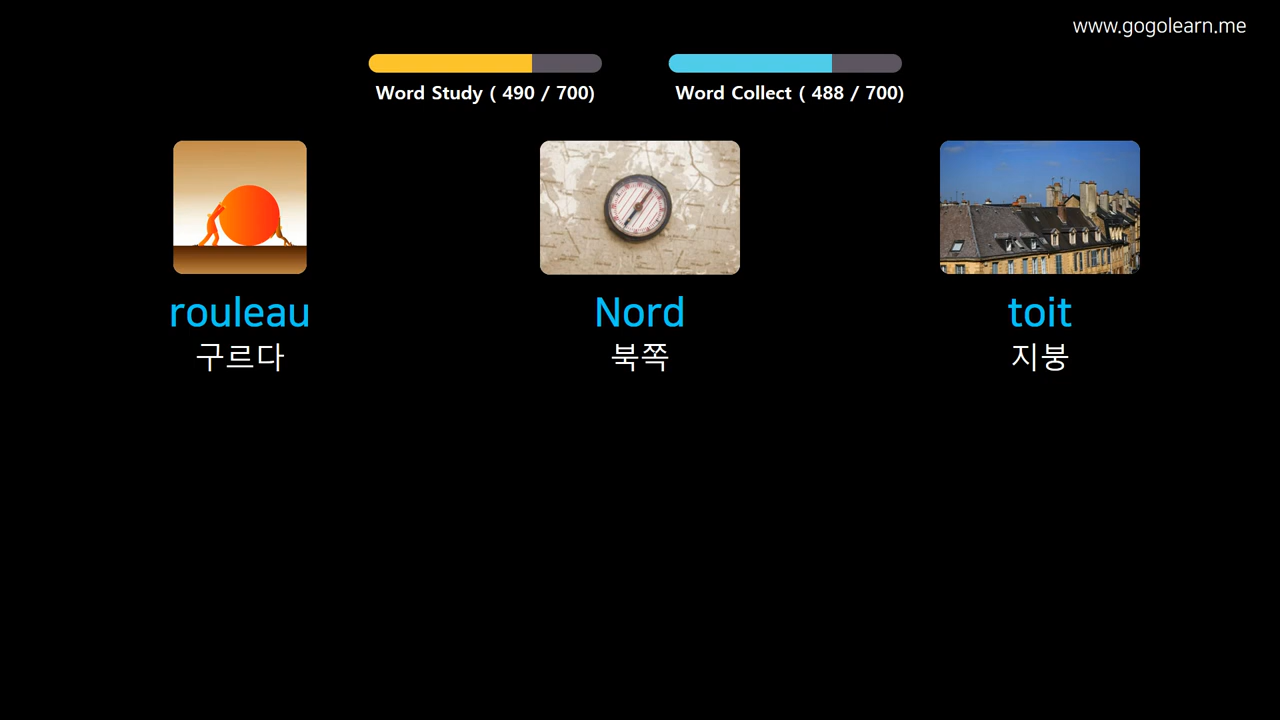 www.gogolearn.me
Word Study ( 490 / 700)
Word Collect ( 488 / 700)
rouleau
Nord
toit
구르다
북쪽
지붕